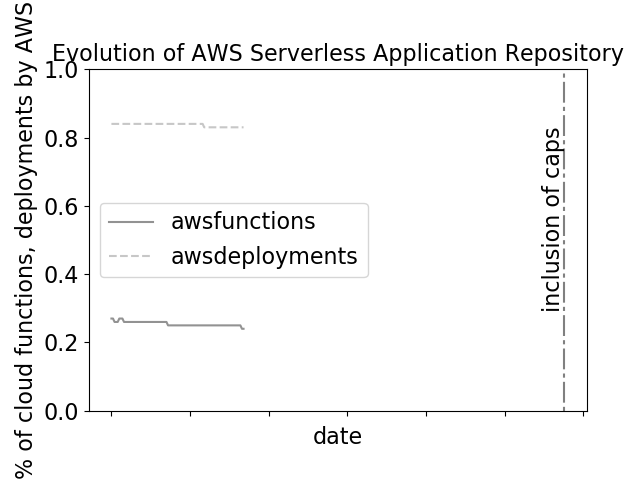 Evolution of AWS Serverless Application Repository
% of cloud functions, deployments by AWS
1.0
0.8
0.6
0.4
0.2
0.0
awsfunctions
awsdeployments
inclusion of caps
date